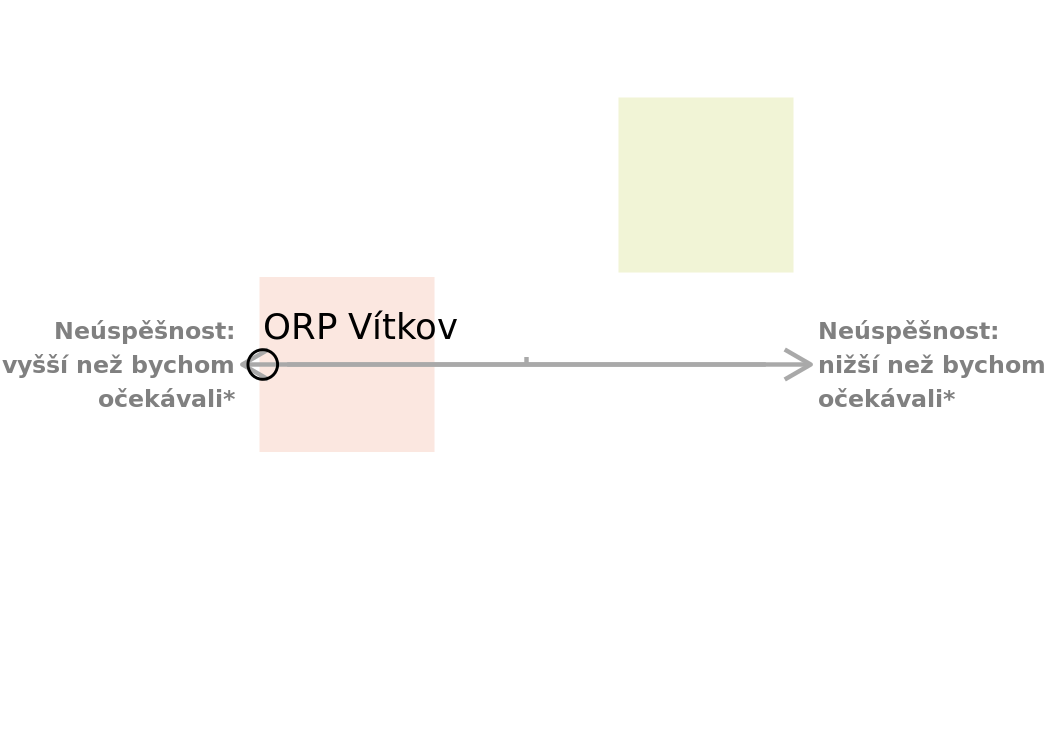 ORP Vítkov
Neúspěšnost:
vyšší než bychom
očekávali*
Neúspěšnost:
nižší než bychom
očekávali*